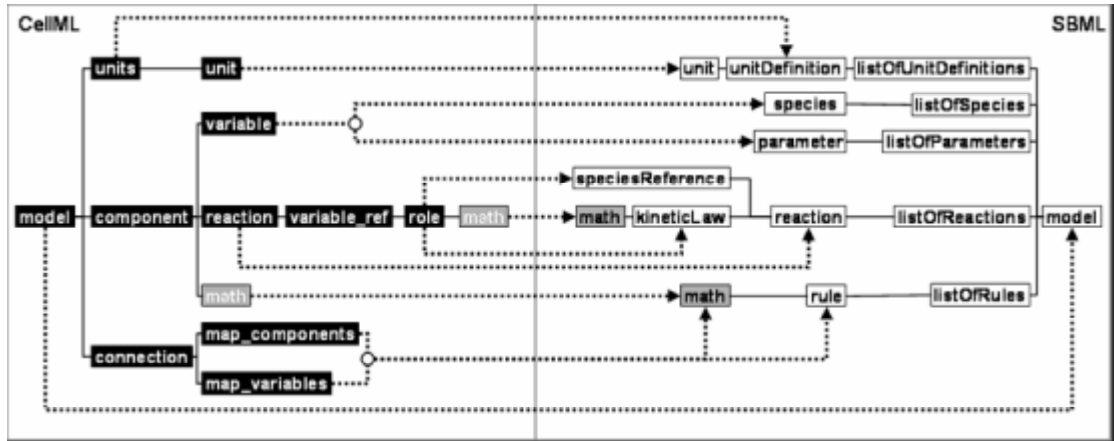 CellML SBML
units unit unit unitDefinition listOfUnitDefinitions
species listOfSpecies
variable
parameter listOfParameters
speciesReference
model component reaction variable_ref role math math kineticLaw reaction listOfReactions model
math math rule listOfRules
map_components
connection
map_variables